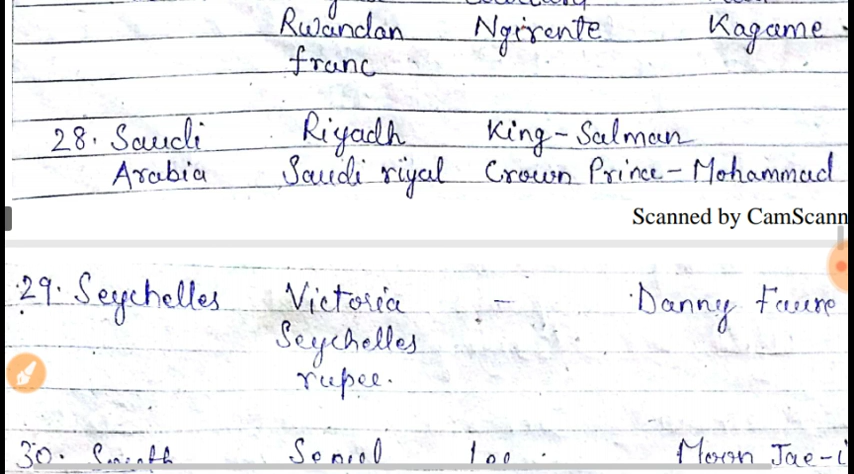 Rwandan Ngirente Kagame.
franc
28. Saudi Riyadh King-Salman
Arabia Saudi riyal Crown Prince-Mohammad
Scanned by CamScann
29. Seychelles Victoria - Danny Faure
Seychelles
rupee.
30. Moon Jae-i